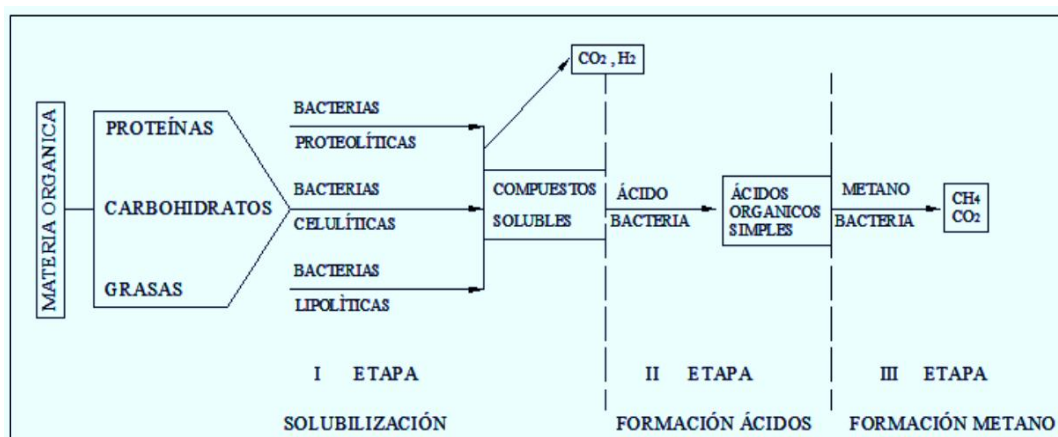 MATERIA ORGANICA
PROTEÍNAS
CARBOHIDRATOS
GRASAS
BACTERIAS
PROTEOLÍTICAS
BACTERIAS
CELULÍTICAS
BACTERIAS
LIPOLÌTICAS
CO₂ , H₂
COMPUESTOS
SOLUBLES
ÁCIDO
BACTERIA
ÁCIDOS
ORGANICOS
SIMPLES
METANO
BACTERIA
CH₄
CO₂
I ETAPA
SOLUBILIZACIÓN
II ETAPA
FORMACIÓN ÁCIDOS
III ETAPA
FORMACIÓN METANO